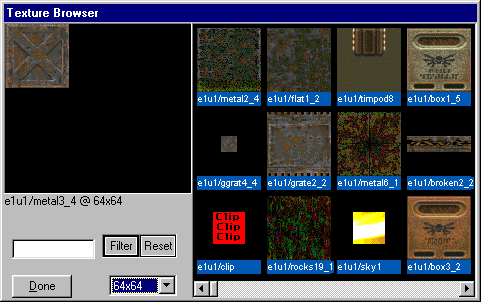 Texture Browser
e1u1/metal2_4 e1u1/flat1_2 e1u1/timpod8 e1u1/box1_5
e1u1/ggrat4_4 e1u1/grate2_2 e1u1/metal6_1 e1u1/broken2_2
e1u1/metal3_4 @ 64x64
Clip
Clip
Clip
Filter Reset
e1u1/clip e1u1/rocks19_1 e1u1/sky1 e1u1/box3_2
Done 64x64